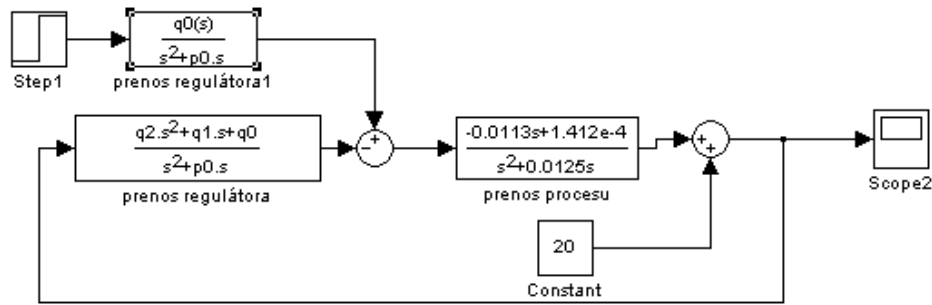 q0(s)
s2+p0.s
Step1
prenos regulátora1
q2.s2+q1.s+q0
s2+p0.s
prenos regulátora
+
−
-0.0113s+1.412e-4
s2+0.0125s
prenos procesu
+
+
Scope2
20
Constant